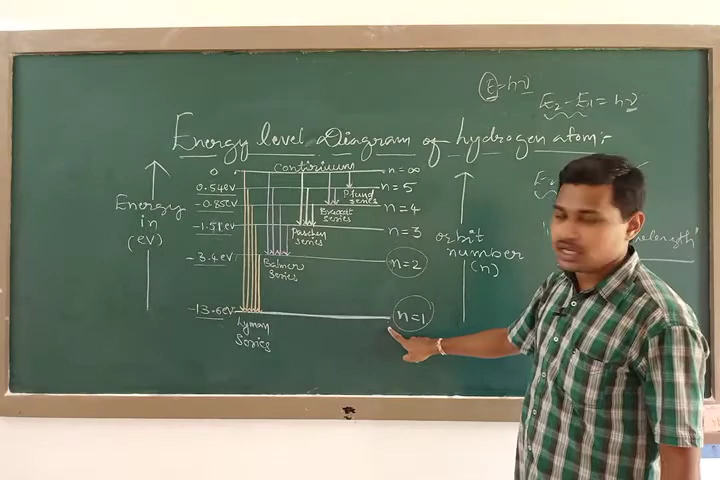 E=hν
E2-E1=hν
Energy level Diagram of hydrogen atom:-
0 continuum n=∞
0.54ev n=5
Pfund series
-0.85ev n=4
Bracket series
-1.51ev n=3
Paschen series
-3.4ev n=2
Balmer series
-13.6ev n=1
Lyman Series
Energy in (ev)
orbit number (n)
E2